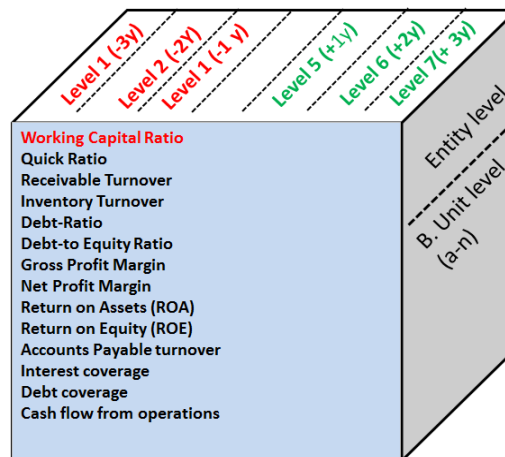 Level 1 (-3y)
Level 2 (-2Y)
Level 1 (-1 y)
Level 5 (+1y)
Level 6 (+2y)
Level 7(+ 3y)
Entity level
B. Unit level
(a-n)
Working Capital Ratio
Quick Ratio
Receivable Turnover
Inventory Turnover
Debt-Ratio
Debt-to Equity Ratio
Gross Profit Margin
Net Profit Margin
Return on Assets (ROA)
Return on Equity (ROE)
Accounts Payable turnover
Interest coverage
Debt coverage
Cash flow from operations